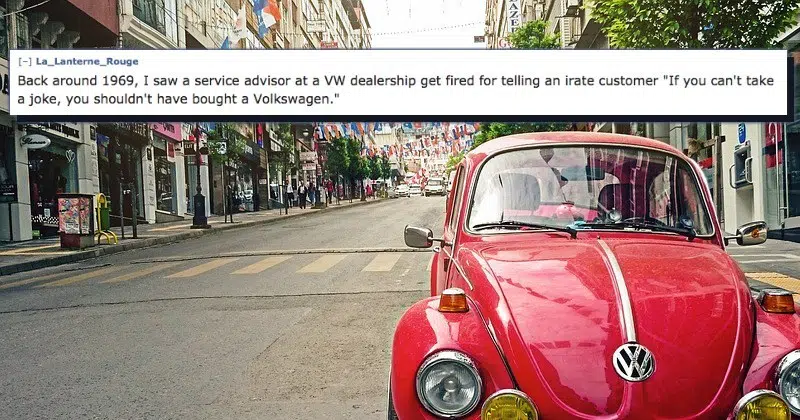 [-] La_Lanterne_Rouge
Back around 1969, I saw a service advisor at a VW dealership get fired for telling an irate customer "If you can't take
a joke, you shouldn't have bought a Volkswagen."
VW